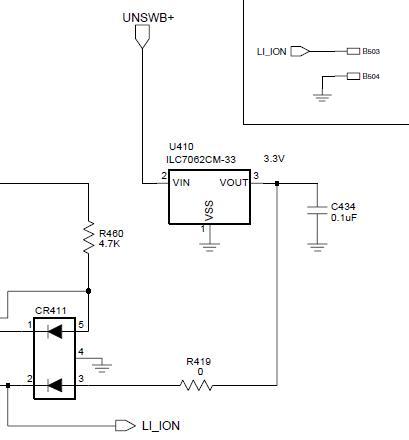 UNSWB+
LI_ION
B503
B504
U410
ILC7062CM-33
3.3V
2
VIN
VOUT
3
VSS
1
C434
0.1uF
R460
4.7K
CR411
1
5
4
2
3
R419
0
LI_ION